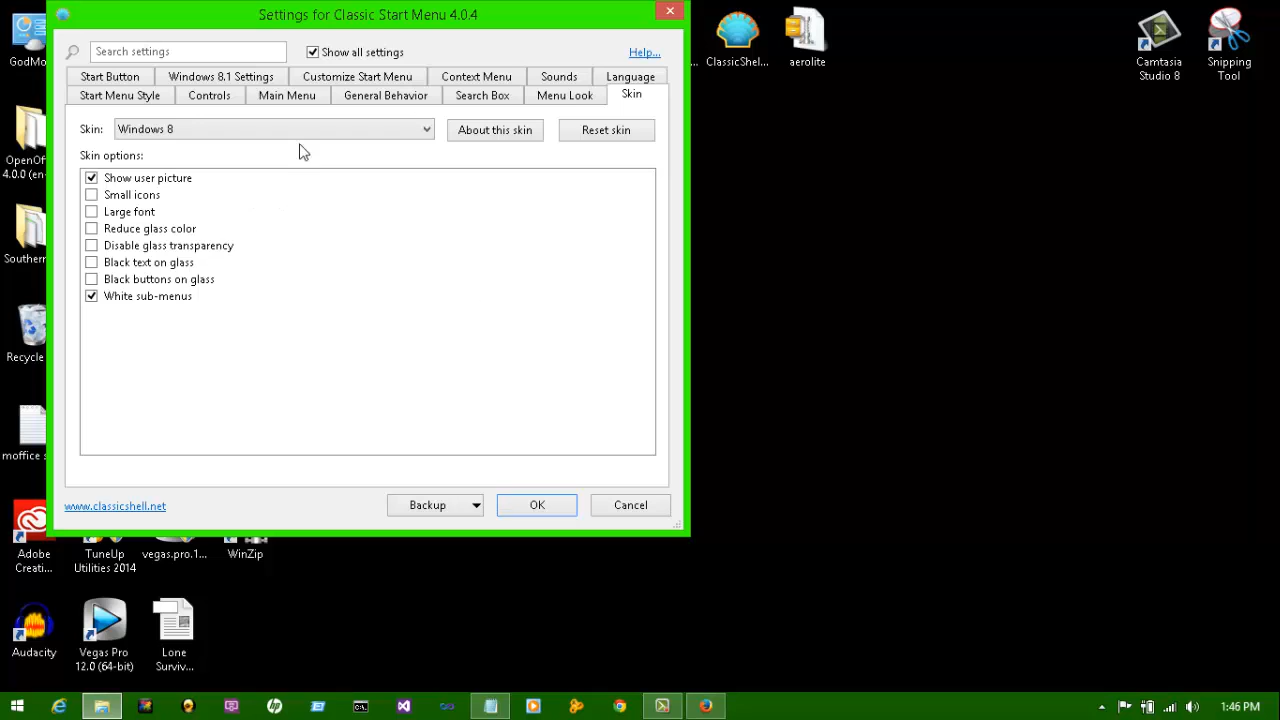 Settings for Classic Start Menu 4.0.4
Search settings
Show all settings
Help...
Start Button
Windows 8.1 Settings
Customize Start Menu
Context Menu
Sounds
Language
Start Menu Style
Controls
Main Menu
General Behavior
Search Box
Menu Look
Skin
Skin:
Windows 8
About this skin
Reset skin
Skin options:
Show user picture
Small icons
Large font
Reduce glass color
Disable glass transparency
Black text on glass
Black buttons on glass
White sub-menus
www.classicshell.net
Backup
OK
Cancel
GodMo
OpenOf
4.0.0 (en-
Southern
Recycle
moffice s
Adobe
Creati...
TuneUp
Utilities 2014
vegas.pro.1...
WinZip
Audacity
Vegas Pro
12.0 (64-bit)
Lone
Surviv...
ClassicShel...
aerolite
Camtasia
Studio 8
Snipping
Tool
1:46 PM